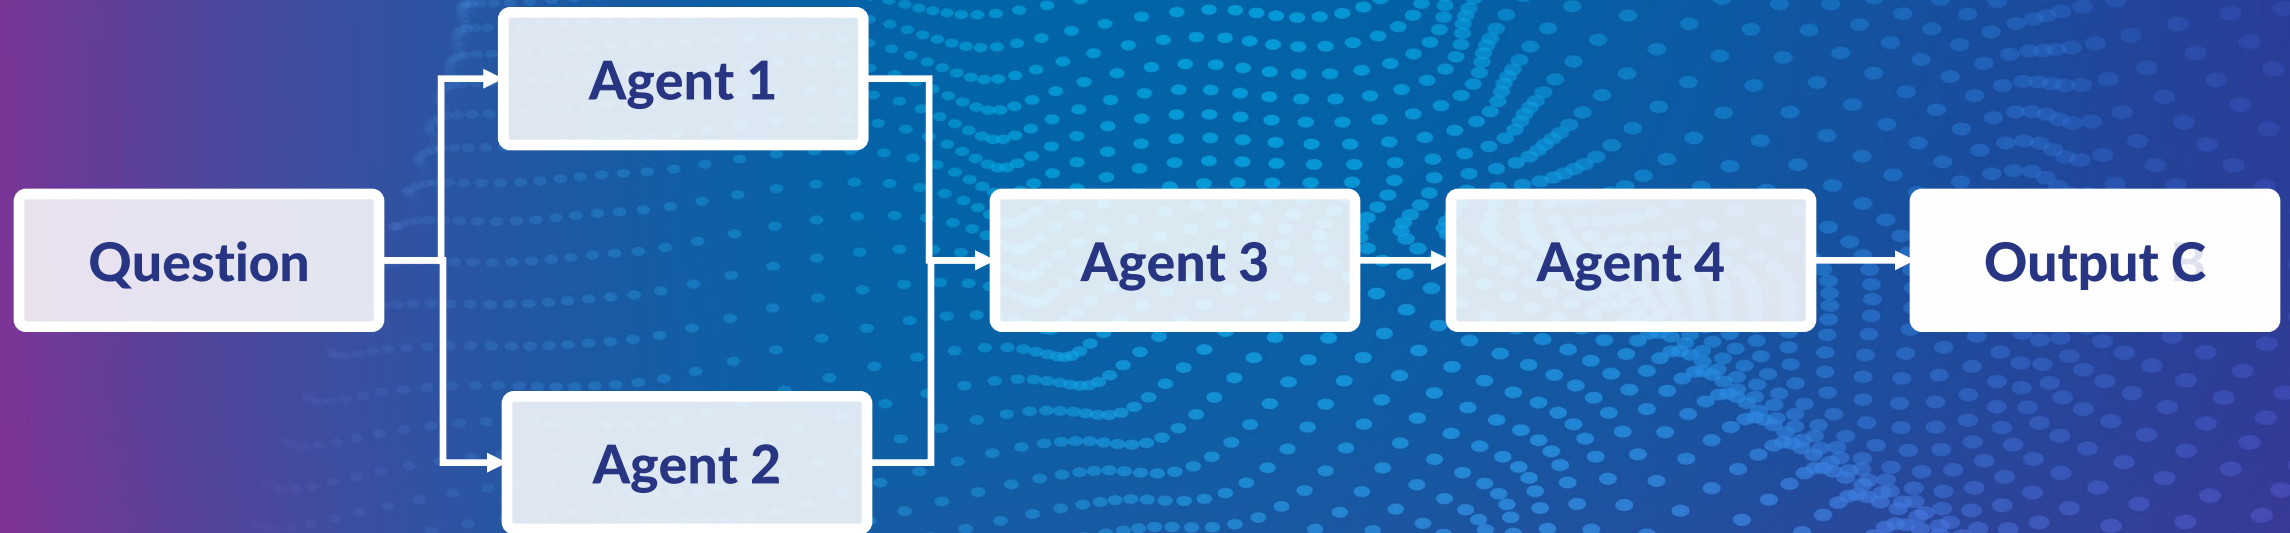 Question
Agent 1
Agent 2
Agent 3
Agent 4
Output C